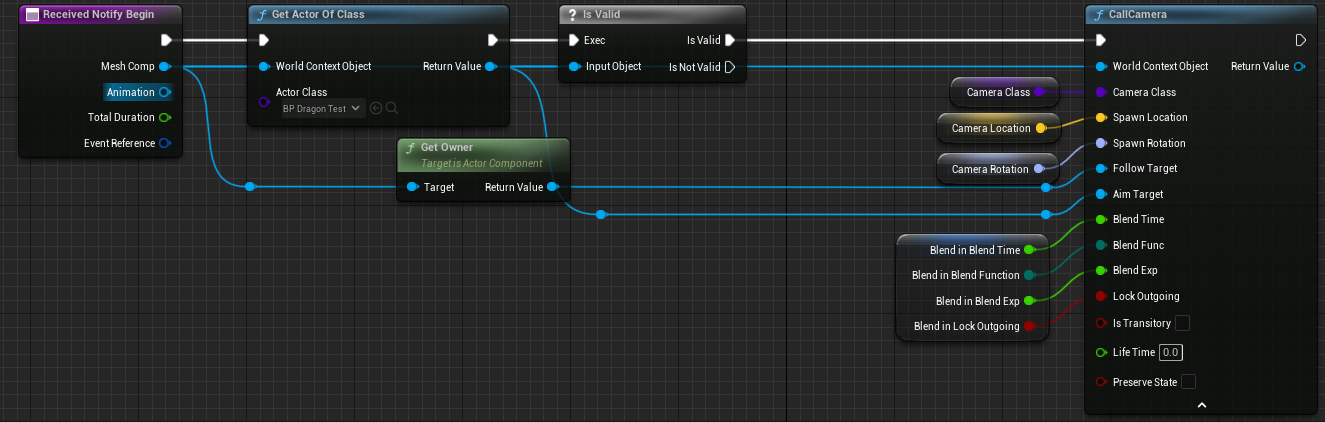 Received Notify Begin
Mesh Comp
Animation
Total Duration
Event Reference
Get Actor Of Class
World Context Object
Return Value
Actor Class
BP Dragon Test
Get Owner
Target is Actor Component
Target
Return Value
? Is Valid
Exec
Is Valid
Input Object
Is Not Valid
Camera Class
Camera Location
Camera Rotation
Blend in Blend Time
Blend in Blend Function
Blend in Blend Exp
Blend in Lock Outgoing
CallCamera
World Context Object
Return Value
Camera Class
Spawn Location
Spawn Rotation
Follow Target
Aim Target
Blend Time
Blend Func
Blend Exp
Lock Outgoing
Is Transitory
Life Time 0.0
Preserve State